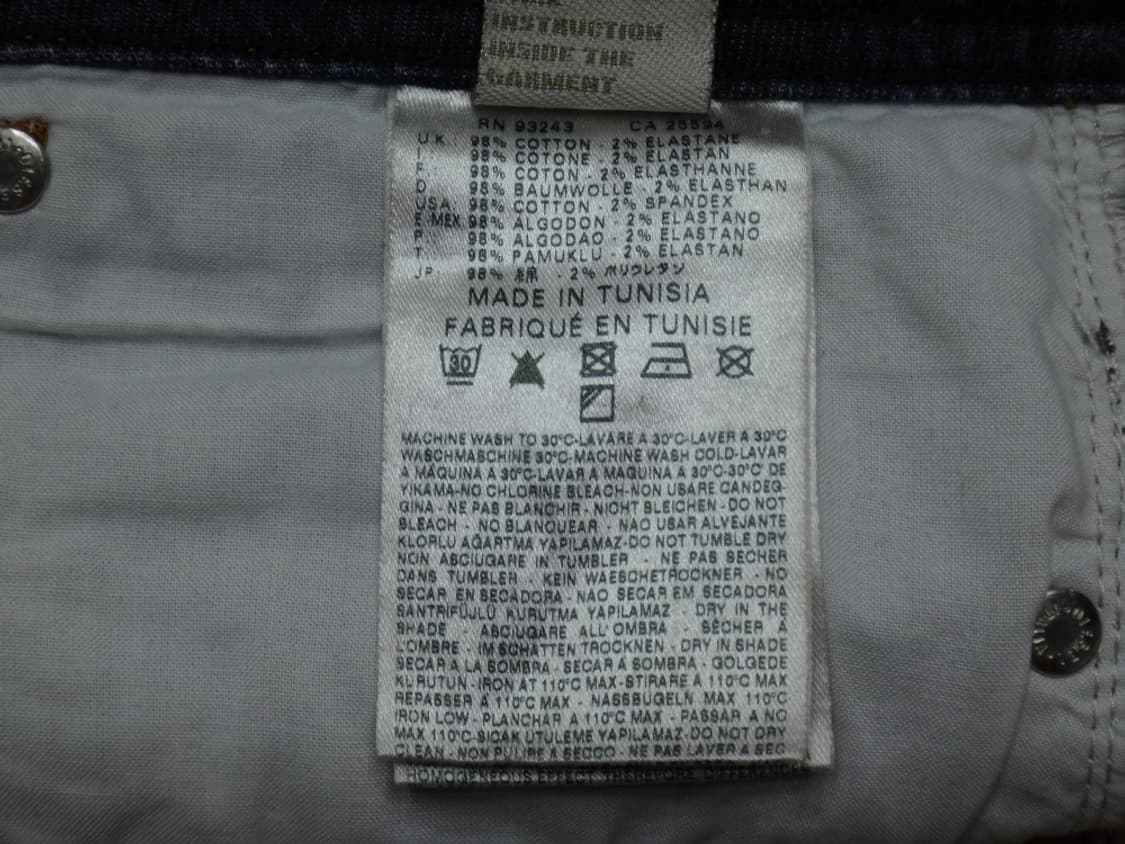 INSTRUCTION
INSIDE THE
GARMENT
RN 93243 CA 25594
U.K: 98% COTTON - 2% ELASTANE
I.: 98% COTONE - 2% ELASTAN
F.: 98% COTON - 2% ELASTHANNE
D.: 98% BAUMWOLLE - 2% ELASTHAN
USA: 98% COTTON - 2% SPANDEX
E-MEX: 98% ALGODON - 2% ELASTANO
P.: 98% ALGODAO - 2% ELASTANO
T.: 98% PAMUKLU - 2% ELASTAN
JP: 98% 綿 - 2% ポリウレタン
MADE IN TUNISIA
FABRIQUÉ EN TUNISIE
30
MACHINE WASH TO 30°C-LAVARE A 30°C-LAVER A 30°C
WASCHMASCHINE 30°C-MACHINE WASH COLD-LAVAR
A MÁQUINA A 30°C-LAVAR A MAQUINA A 30°C-30°C' DE
YIKAMA-NO CHLORINE BLEACH-NON USARE CANDEG-
GINA - NE PAS BLANCHIR - NICHT BLEICHEN - DO NOT
BLEACH - NO BLANQUEAR - NAO USAR ALVEJANTE
KLORLU AĞARTMA YAPILAMAZ-DO NOT TUMBLE DRY
NON ASCIUGARE IN TUMBLER - NE PAS SECHER
DANS TUMBLER - KEIN WAESCHETROCKNER - NO
SECAR EN SECADORA - NAO SECAR EM SECADORA
SANTRIFÜJLÜ KURUTMA YAPILAMAZ - DRY IN THE
SHADE - ASCIUGARE ALL'OMBRA - SÈCHER A
L'OMBRE - IM SCHATTEN TROCKNEN - DRY IN SHADE
SECAR A LA SOMBRA - SECAR A SOMBRA - GÖLGEDE
KURUTUN - IRON AT 110°C MAX-STIRARE A 110°C MAX
REPASSER A 110°C MAX - NASSBUGELN MAX 110°C
IRON LOW - PLANCHAR A 110°C MAX - PASSAR A NO
MAX 110°C-SICAK UTULEME YAPILAMAZ-DO NOT DRY
CLEAN - NON PULIRE A SECCO - NE PAS LAVER A SEC
HOMOGENEOUS EFFECT THEREFORE DIFFERENCE